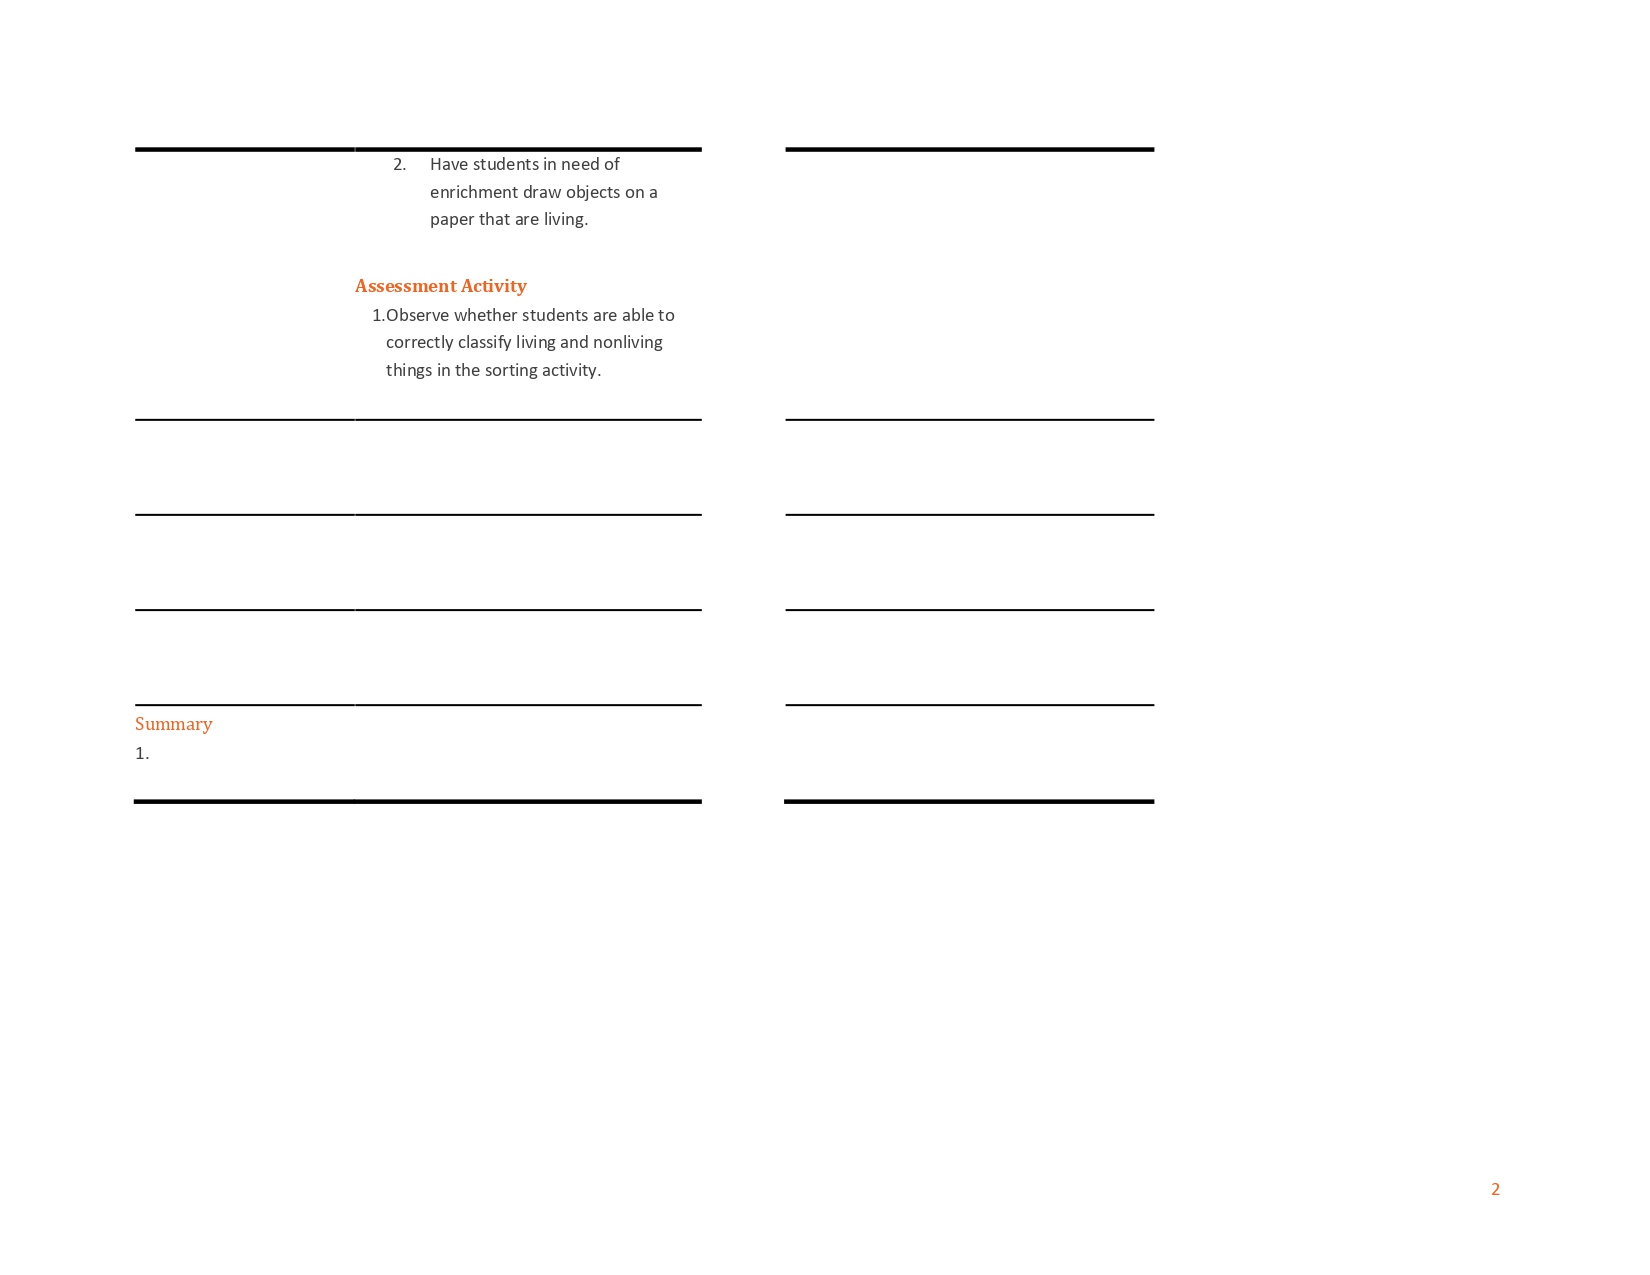 2. Have students in need of
enrichment draw objects on a
paper that are living.
Assessment Activity
1.Observe whether students are able to
correctly classify living and nonliving
things in the sorting activity.
Summary
1.
2